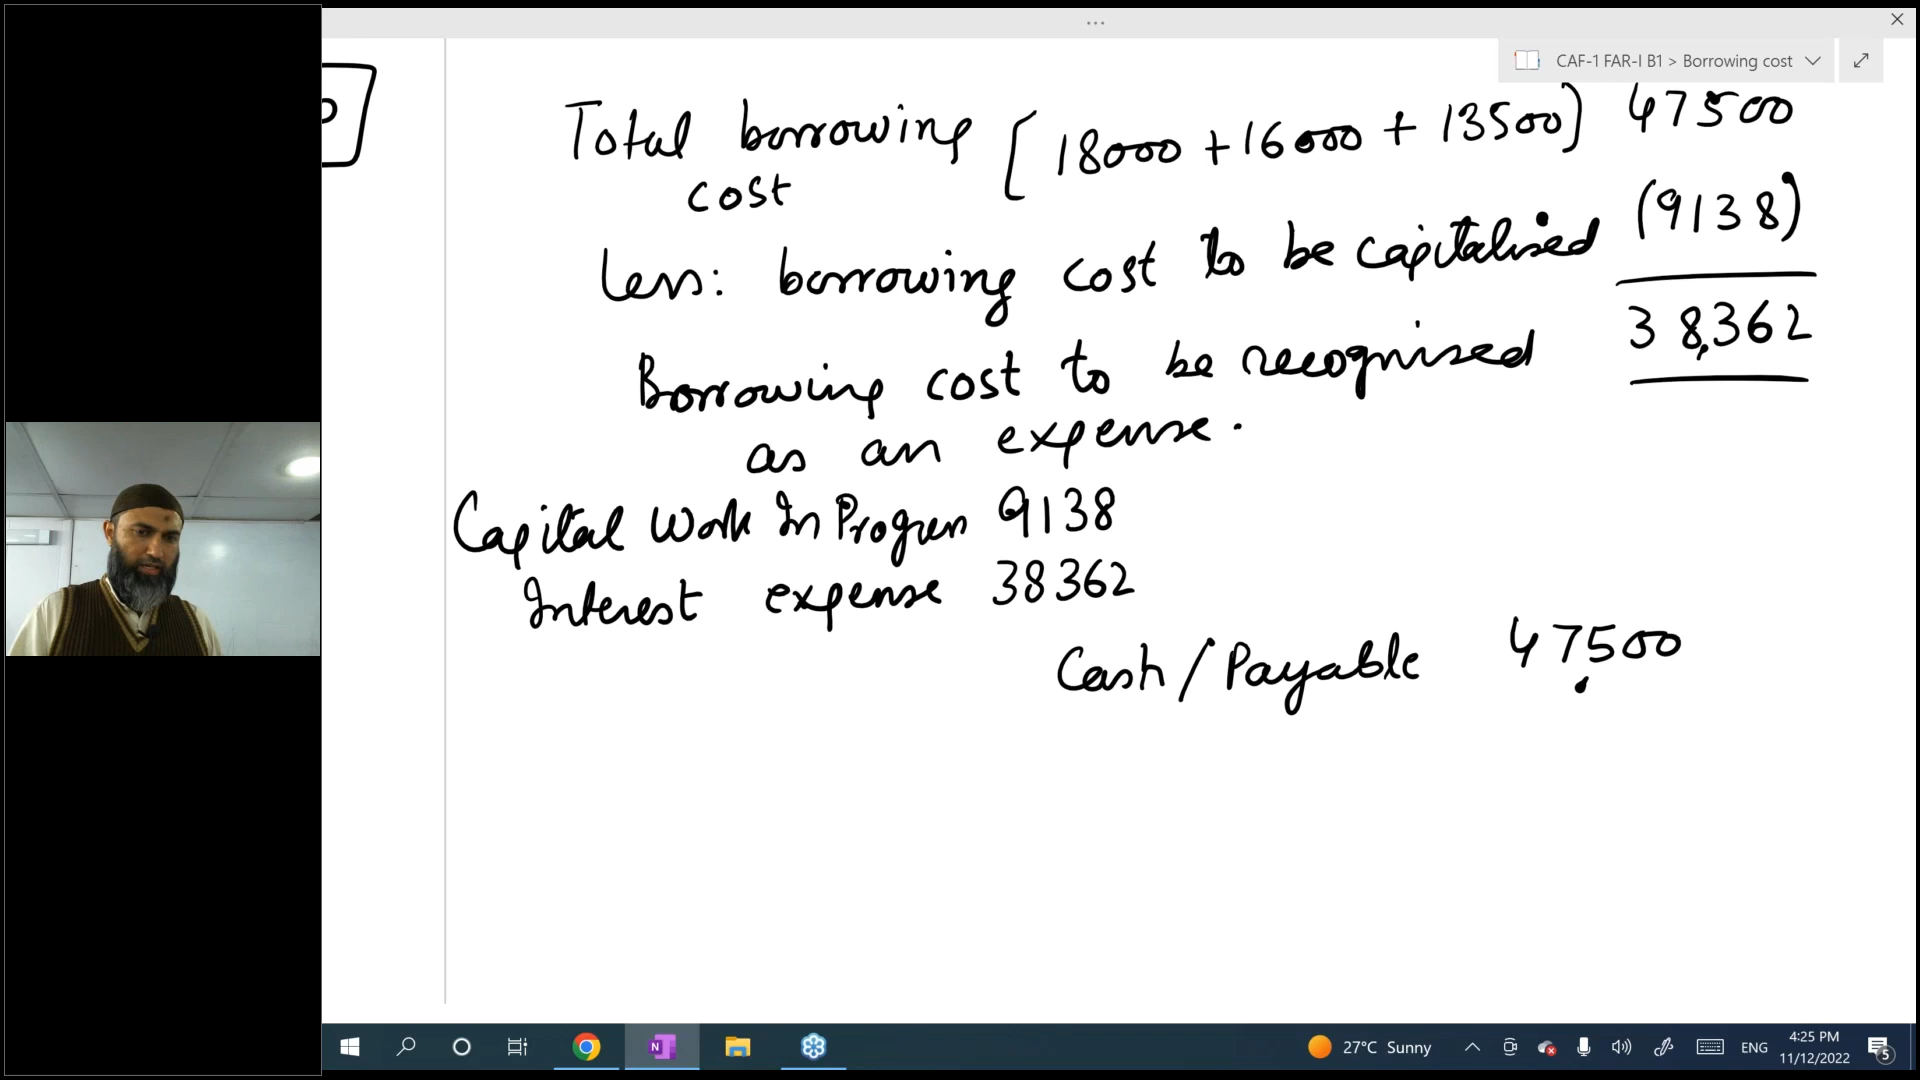 CAF-1 FAR-I B1 > Borrowing cost
Total borrowing [18000 + 16000 + 13500] 47500
cost
Less: borrowing cost to be capitalised (9138)
38,362
Borrowing cost to be recognised
as an expense.
Capital Work In Progress 9138
Interest expense 38362
Cash/Payable 47500
27°C Sunny
ENG
4:25 PM
11/12/2022
5